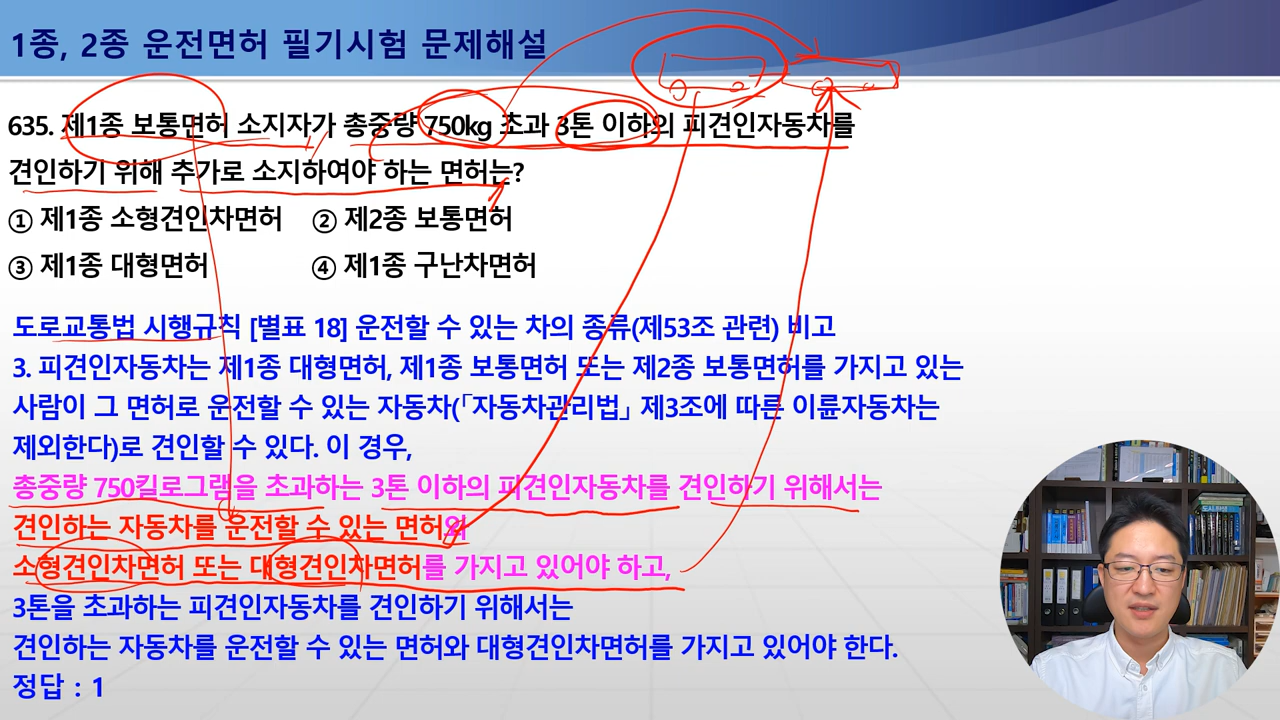 1종, 2종 운전면허 필기시험 문제해설
635. 제1종 보통면허 소지자가 총중량 750kg 초과 3톤 이하의 피견인자동차를
견인하기 위해 추가로 소지하여야 하는 면허는?
① 제1종 소형견인차면허 ② 제2종 보통면허
③ 제1종 대형면허 ④ 제1종 구난차면허
도로교통법 시행규칙 [별표 18] 운전할 수 있는 차의 종류(제53조 관련) 비고
3. 피견인자동차는 제1종 대형면허, 제1종 보통면허 또는 제2종 보통면허를 가지고 있는
사람이 그 면허로 운전할 수 있는 자동차(「자동차관리법」 제3조에 따른 이륜자동차는
제외한다)로 견인할 수 있다. 이 경우,
총중량 750킬로그램을 초과하는 3톤 이하의 피견인자동차를 견인하기 위해서는
견인하는 자동차를 운전할 수 있는 면허와
소형견인차면허 또는 대형견인차면허를 가지고 있어야 하고,
3톤을 초과하는 피견인자동차를 견인하기 위해서는
견인하는 자동차를 운전할 수 있는 면허와 대형견인차면허를 가지고 있어야 한다.
정답 : 1